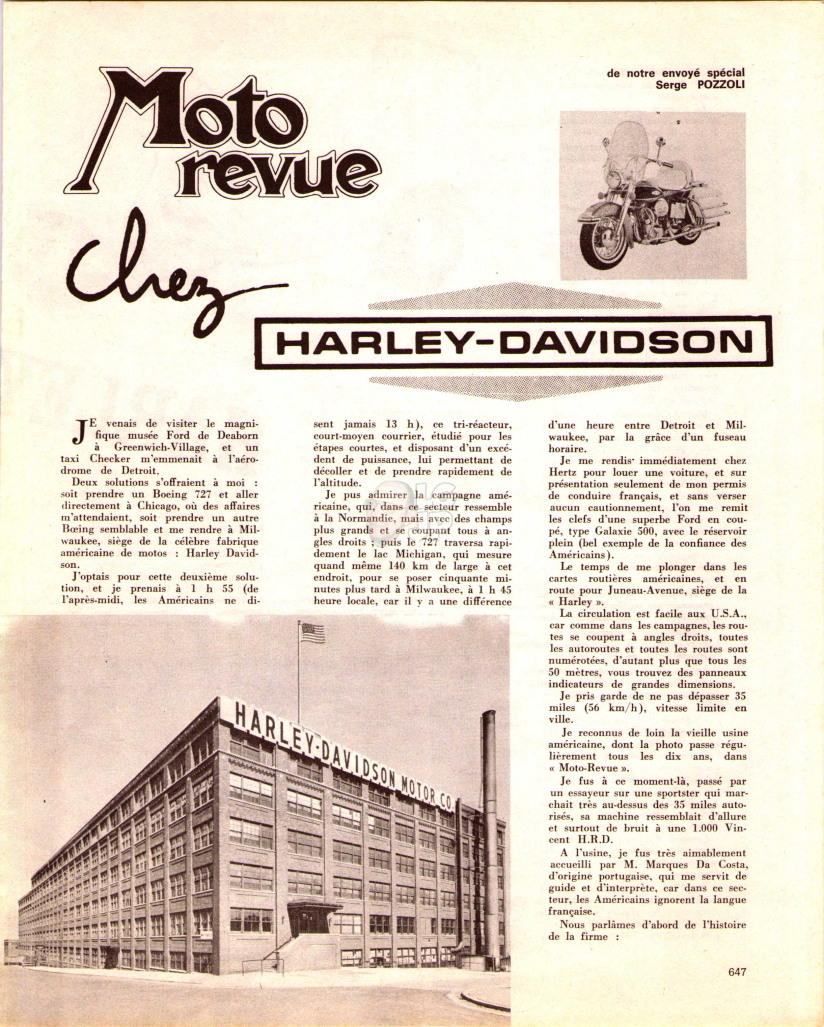 Moto
revue
de notre envoyé spécial
Serge POZZOLI
chez
HARLEY-DAVIDSON
JE venais de visiter le magni-
fique musée Ford de Deaborn
à Greenwich-Village, et un
taxi Checker m'emmenait à l'aéro-
drome de Detroit.
Deux solutions s'offraient à moi :
soit prendre un Boeing 727 et aller
directement à Chicago, où des affaires
m'attendaient, soit prendre un autre
Bœing semblable et me rendre à Mil-
waukee, siège de la célèbre fabrique
américaine de motos : Harley David-
son.
J'optais pour cette deuxième solu-
tion, et je prenais à 1 h 55 (de
l'après-midi, les Américains ne di-
sent jamais 13 h), ce tri-réacteur,
court-moyen courrier, étudié pour les
étapes courtes, et disposant d'un excé-
dent de puissance, lui permettant de
décoller et de prendre rapidement de
l'altitude.
Je pus admirer la campagne amé-
ricaine, qui, dans ce secteur ressemble
à la Normandie, mais avec des champs
plus grands et se coupant tous à an-
gles droits ; puis le 727 traversa rapi-
dement le lac Michigan, qui mesure
quand même 140 km de large à cet
endroit, pour se poser cinquante mi-
nutes plus tard à Milwaukee, à 1 h 45
heure locale, car il y a une différence
d'une heure entre Detroit et Mil-
waukee, par la grâce d'un fuseau
horaire.
Je me rendis immédiatement chez
Hertz pour louer une voiture, et sur
présentation seulement de mon permis
de conduire français, et sans verser
aucun cautionnement, l'on me remit
les clefs d'une superbe Ford en cou-
pé, type Galaxie 500, avec le réservoir
plein (bel exemple de la confiance des
Américains).
Le temps de me plonger dans les
cartes routières américaines, et en
route pour Juneau-Avenue, siège de la
« Harley ».
La circulation est facile aux U.S.A.,
car comme dans les campagnes, les rou-
tes se coupent à angles droits, toutes
les autoroutes et toutes les routes sont
numérotées, d'autant plus que tous les
50 mètres, vous trouvez des panneaux
indicateurs de grandes dimensions.
Je pris garde de ne pas dépasser 35
miles (56 km/h), vitesse limite en
ville.
Je reconnus de loin la vieille usine
américaine, dont la photo passe régu-
lièrement tous les dix ans, dans
« Moto-Revue ».
Je fus à ce moment-là, passé par
un essayeur sur une sportster qui mar-
chait très au-dessus des 35 miles auto-
risés, sa machine ressemblait d'allure
et surtout de bruit à une 1.000 Vin-
cent H.R.D.
A l'usine, je fus très aimablement
accueilli par M. Marques Da Costa,
d'origine portugaise, qui me servit de
guide et d'interprète, car dans ce sec-
teur, les Américains ignorent la langue
française.
Nous parlâmes d'abord de l'histoire
de la firme :
HARLEY-DAVIDSON MOTOR CO.
647